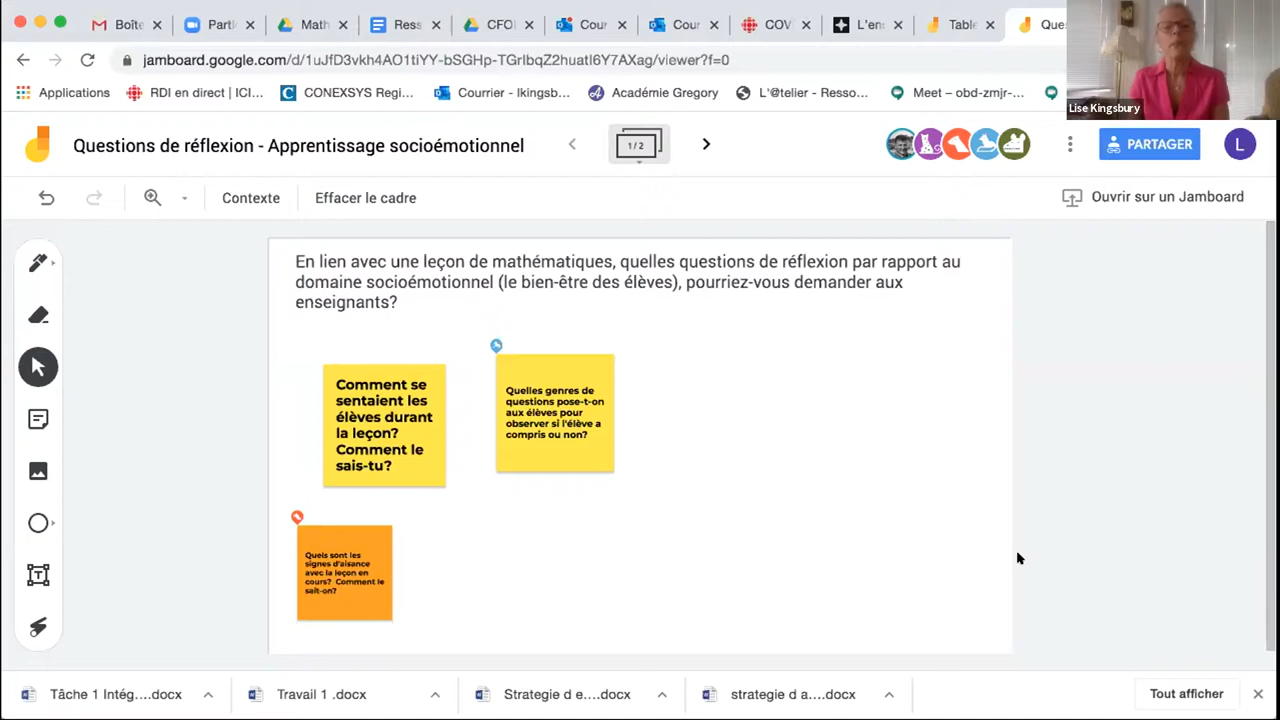 Boîte
Parti
Math
Ress
CFO
Cour
Cour
COV
L'en
Table
Que
jamboard.google.com/d/1uJfD3vkh4AO1tiYY-bSGHp-TGrlbqZ2huatI6Y7AXag/viewer?f=0
Applications
RDI en direct | ICI...
CONEXSYS Regi...
Courrier - lkingsb...
Académie Gregory
L'@telier - Resso...
Meet – obd-zmjr-...
Lise Kingsbury
Questions de réflexion - Apprentissage socioémotionnel
1/2
PARTAGER
L
Contexte
Effacer le cadre
Ouvrir sur un Jamboard
En lien avec une leçon de mathématiques, quelles questions de réflexion par rapport au
domaine socioémotionnel (le bien-être des élèves), pourriez-vous demander aux
enseignants?
Comment se
sentaient les
élèves durant
la leçon?
Comment le
sais-tu?
Quelles genres de
questions pose-t-on
aux élèves pour
observer si l'élève a
compris ou non?
Quels sont les
signes d'aisance
avec la leçon en
cours? Comment le
sait-on?
Tâche 1 Intég....docx
Travail 1 .docx
Strategie d e....docx
strategie d a....docx
Tout afficher